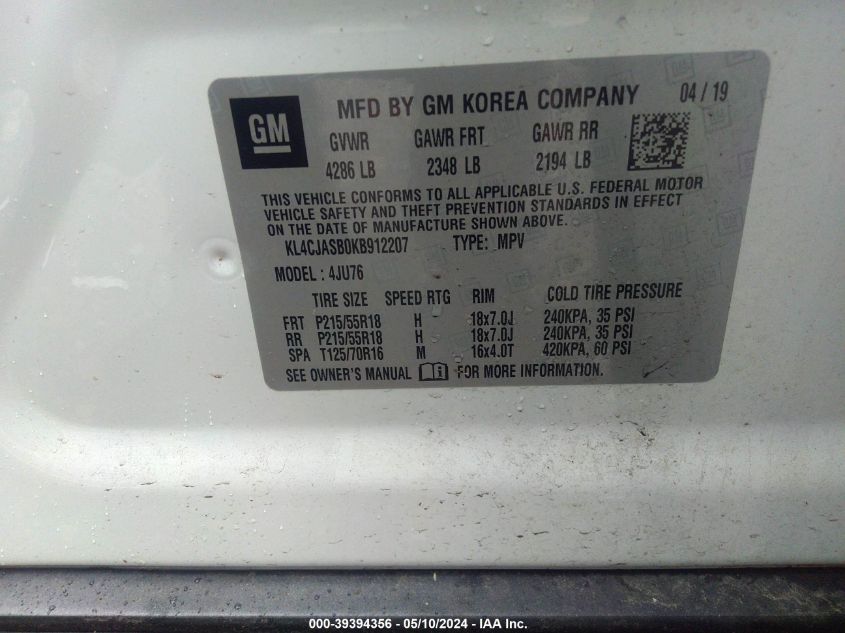 MFD BY GM KOREA COMPANY 04 / 19
GM
GVWR GAWR FRT GAWR RR
4286 LB 2348 LB 2194 LB
THIS VEHICLE CONFORMS TO ALL APPLICABLE U.S. FEDERAL MOTOR
VEHICLE SAFETY AND THEFT PREVENTION STANDARDS IN EFFECT
ON THE DATE OF MANUFACTURE SHOWN ABOVE.
KL4CJASB0KB912207 TYPE: MPV
MODEL : 4JU76
TIRE SIZE SPEED RTG RIM COLD TIRE PRESSURE
FRT P215/55R18 H 18x7.0J 240KPA, 35 PSI
RR P215/55R18 H 18x7.0J 240KPA, 35 PSI
SPA T125/70R16 M 16x4.0T 420KPA, 60 PSI
SEE OWNER'S MANUAL FOR MORE INFORMATION.
000-39394356 - 05/10/2024 - IAA Inc.